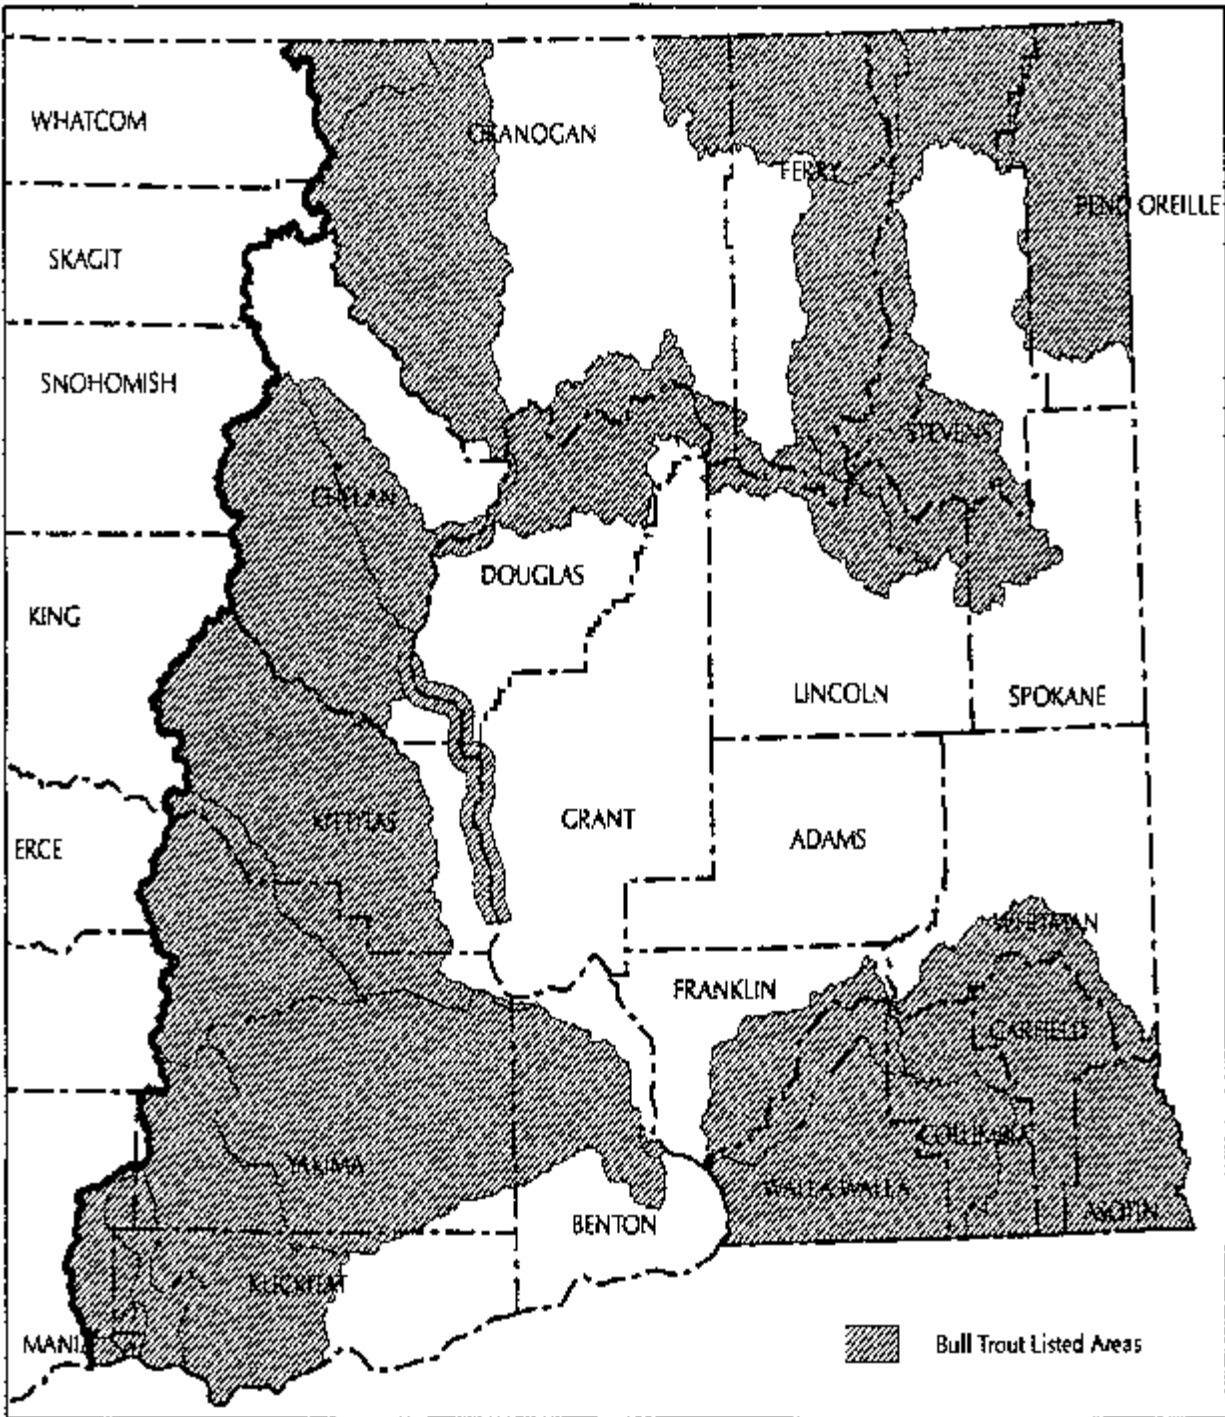 WHATCOM
OKANOGAN
FERRY
PEND OREILLE
SKAGIT
SNOHOMISH
STEVENS
CHELAN
DOUGLAS
KING
LINCOLN
SPOKANE
KITTITAS
GRANT
ADAMS
ERCE
WHITMAN
FRANKLIN
GARFIELD
COLUMBIA
YAKIMA
WALLA WALLA
ASOTIN
BENTON
KLICKITAT
MANIA
Bull Trout Listed Areas